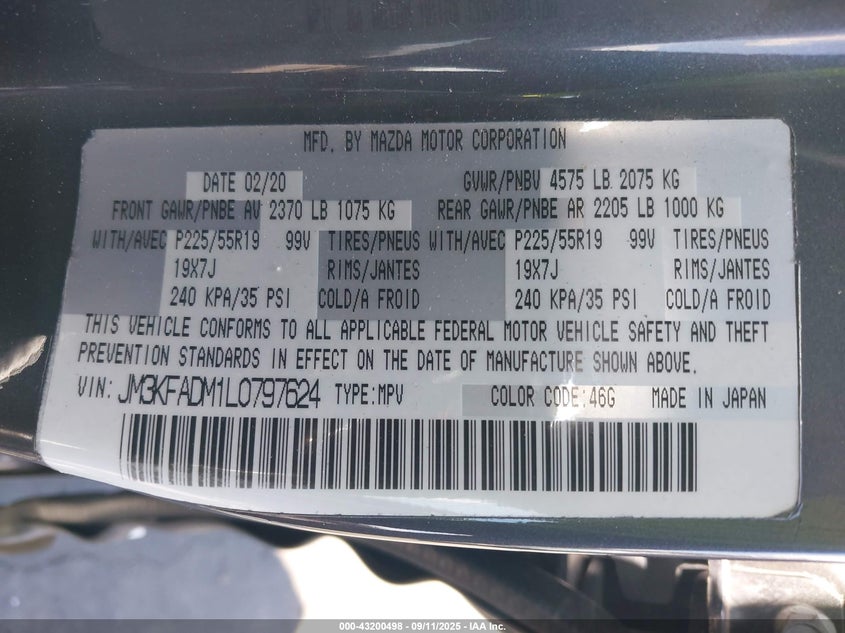 MFD. BY MAZDA MOTOR CORPORATION
DATE 02/20 GVWR/PNBV 4575 LB 2075 KG
FRONT GAWR/PNBE AV 2370 LB 1075 KG REAR GAWR/PNBE AR 2205 LB 1000 KG
WITH/AVEC P225/55R19 99V TIRES/PNEUS WITH/AVEC P225/55R19 99V TIRES/PNEUS
19X7J RIMS/JANTES 19X7J RIMS/JANTES
240 KPA/35 PSI COLD/A FROID 240 KPA/35 PSI COLD/A FROID
THIS VEHICLE CONFORMS TO ALL APPLICABLE FEDERAL MOTOR VEHICLE SAFETY AND THEFT
PREVENTION STANDARDS IN EFFECT ON THE DATE OF MANUFACTURE SHOWN ABOVE.
VIN: JM3KFADM1L0797624 TYPE:MPV COLOR CODE:46G MADE IN JAPAN
000-43200498 - 09/11/2025 - IAA Inc.